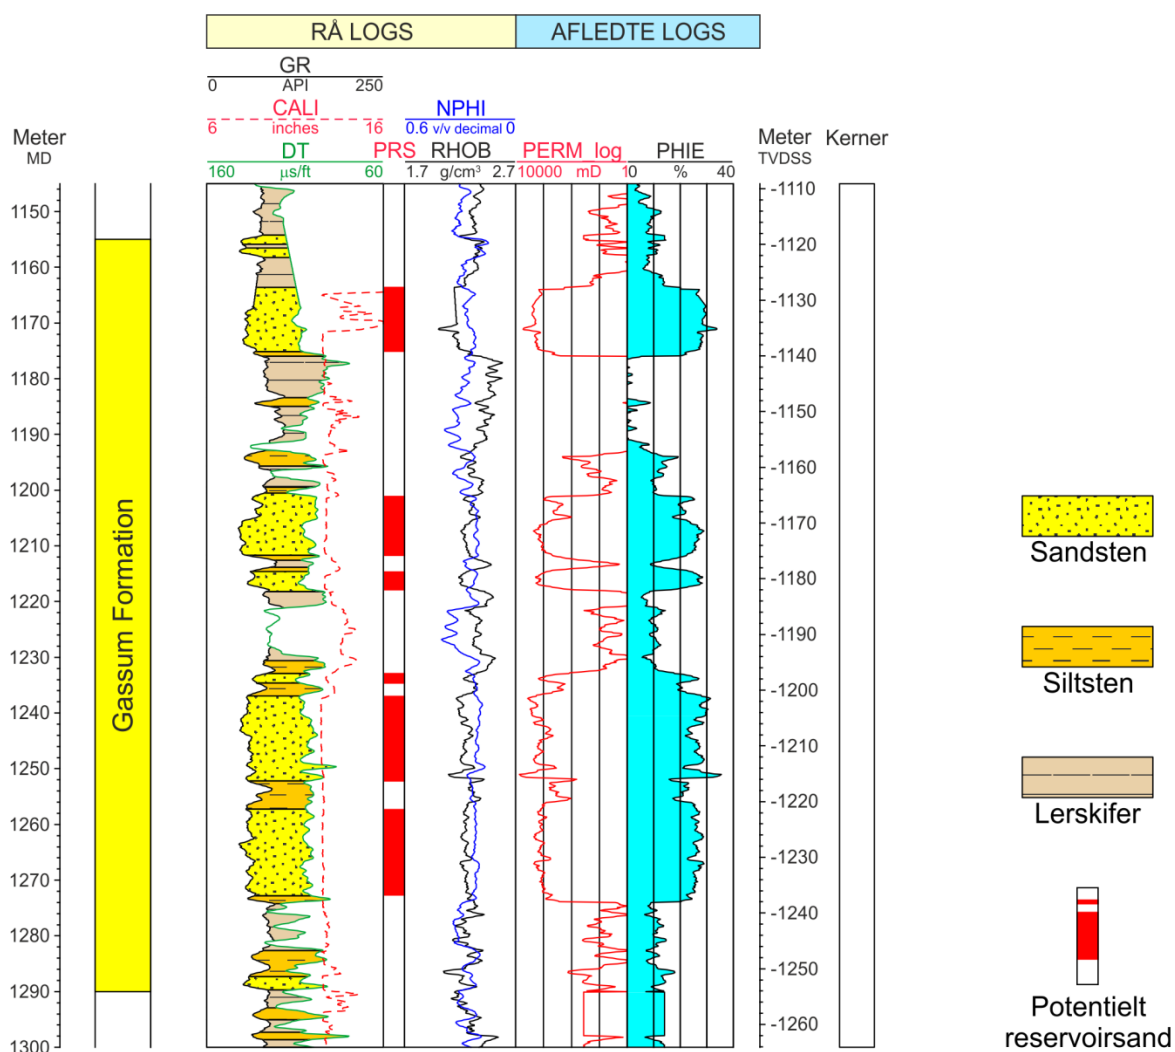 RÅ LOGS AFLEDTE LOGS
GR
0 API 250
CALI NPHI
6 inches 16 0.6 v/v decimal 0
Meter Meter Kerner
MD DT PRS RHOB PERM_log PHIE TVDSS
160 µs/ft 60 1.7 g/cm³ 2.7 10000 mD 1 0 % 40
1150
1160
1170
1180
1190
1200
1210
1220
1230
1240
1250
1260
1270
1280
1290
1300
Gassum Formation
-1110
-1120
-1130
-1140
-1150
-1160
-1170
-1180
-1190
-1200
-1210
-1220
-1230
-1240
-1250
-1260
Sandsten
Siltsten
Lerskifer
Potentielt
reservoirsand